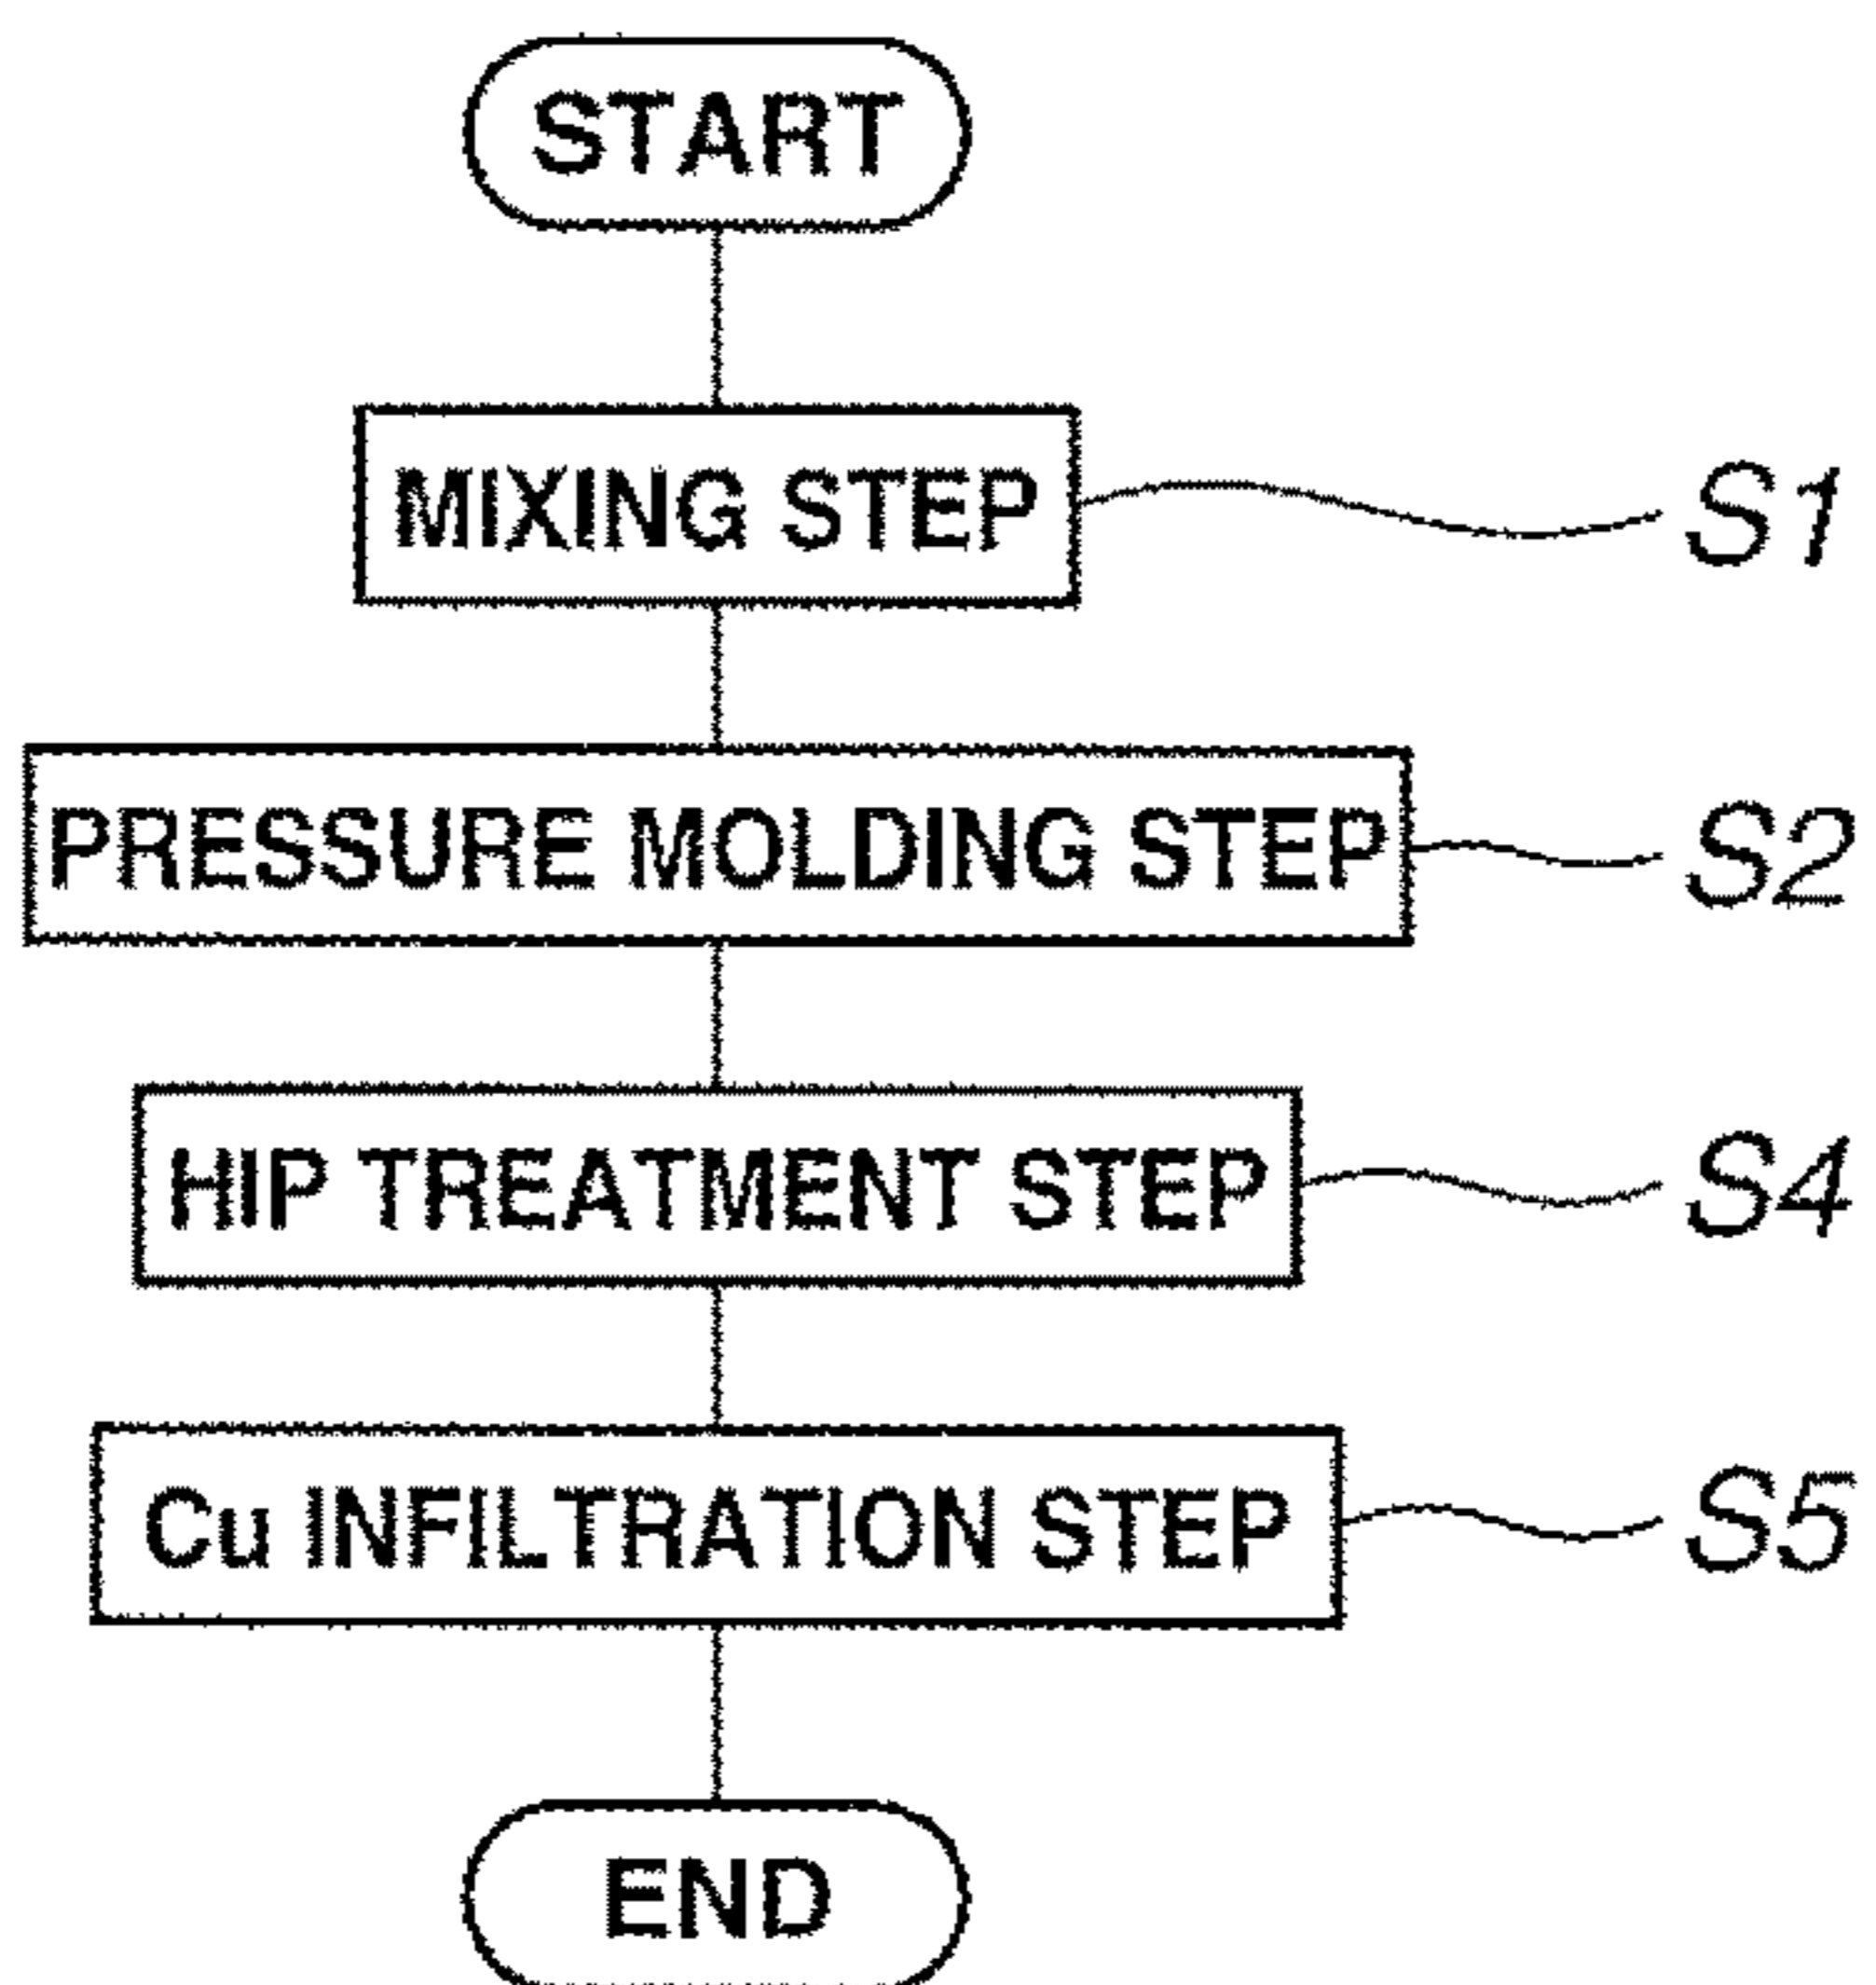 START
MIXING STEP S1
PRESSURE MOLDING STEP S2
HIP TREATMENT STEP S4
Cu INFILTRATION STEP S5
END